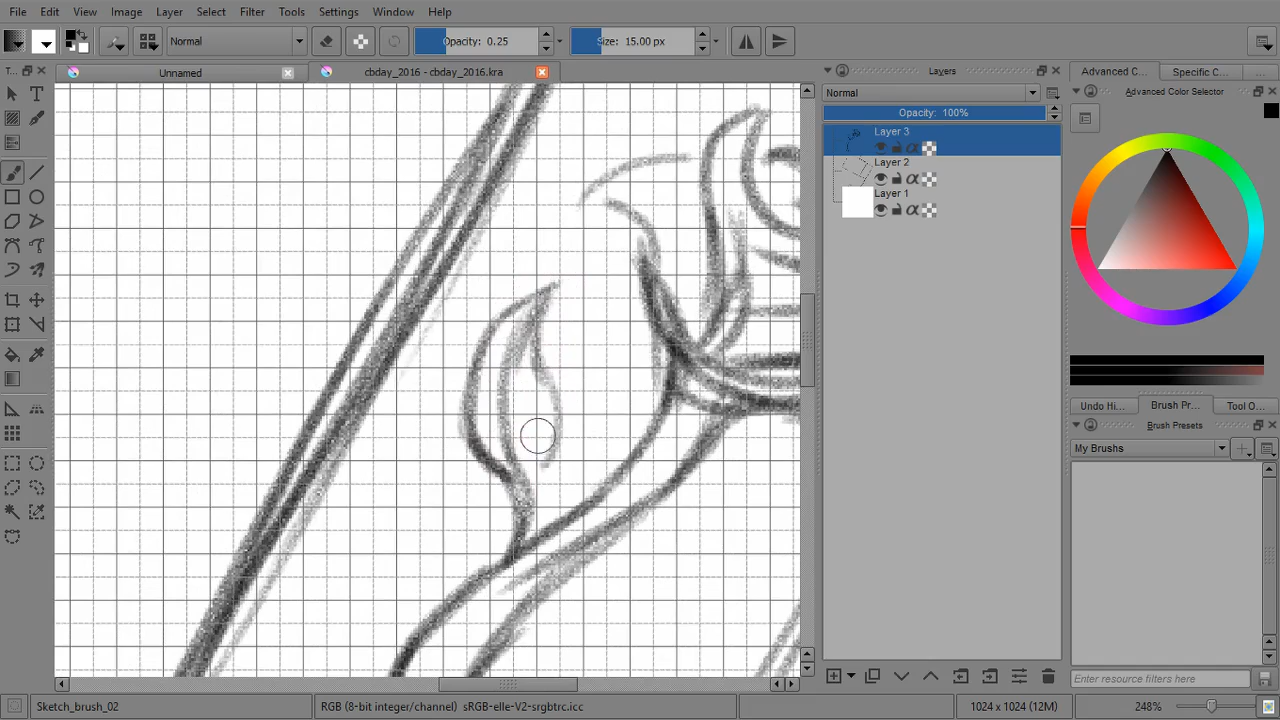 File Edit View Image Layer Select Filter Tools Settings Window Help
Normal Opacity: 0.25 Size: 15.00 px
T... Unnamed cbday_2016 - cbday_2016.kra Layers Advanced C... Specific C... ...
Normal Advanced Color Selector
Opacity: 100%
Layer 3
Layer 2
Layer 1
Undo Hi... Brush Pr... Tool O...
Brush Presets
My Brushes
Enter resource filters here
Sketch_brush_02 RGB (8-bit integer/channel) sRGB-elle-V2-srgbtrc.icc 1024 x 1024 (12M) 248%